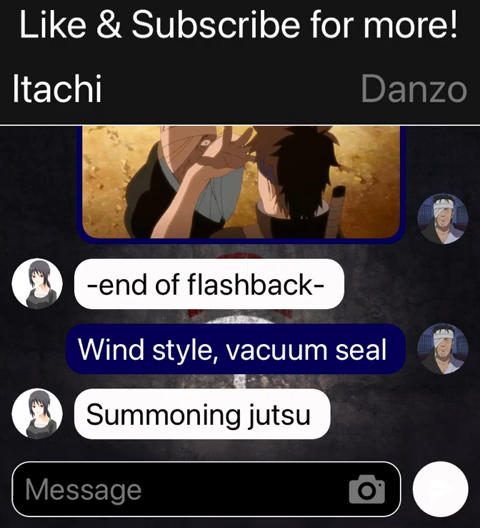 Like & Subscribe for more!
Itachi
Danzo
-end of flashback-
Wind style, vacuum seal
Summoning jutsu
Message